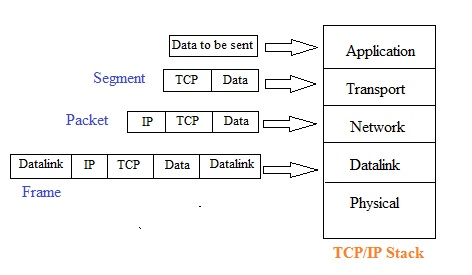 Data to be sent
Application
Segment
TCP Data
Transport
Packet
IP TCP Data
Network
Datalink IP TCP Data Datalink
Datalink
Frame
Physical
TCP/IP Stack